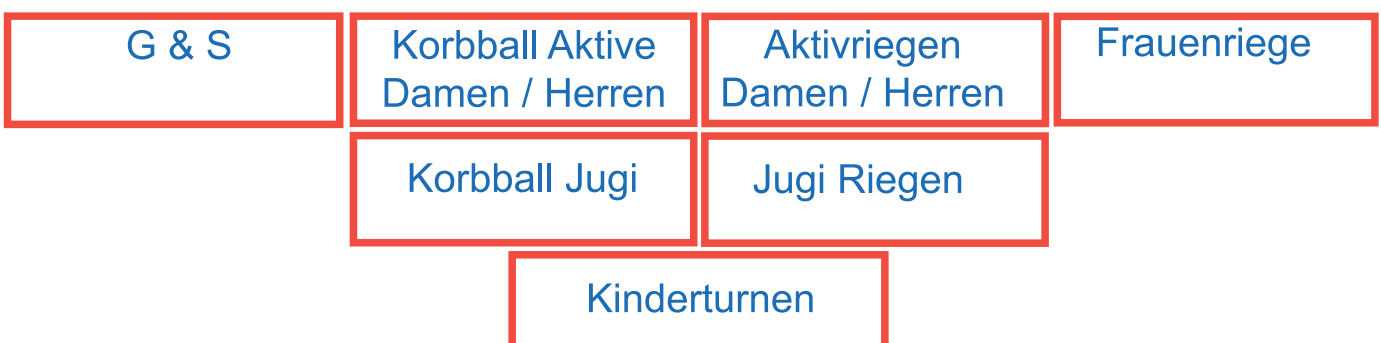 G & S
Korbball Aktive
Damen / Herren
Aktivriegen
Damen / Herren
Frauenriege
Korbball Jugi
Jugi Riegen
Kinderturnen